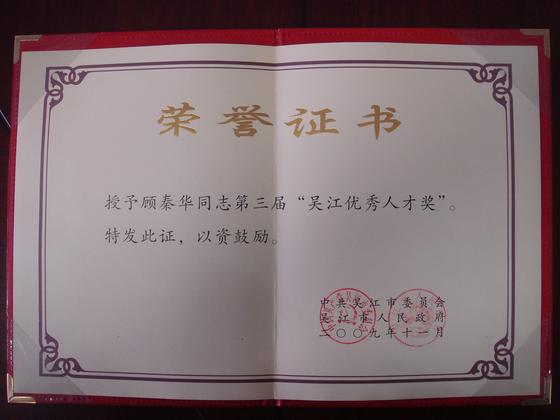 荣誉证书
授予顾秦华同志第三届“吴江优秀人才奖”。
特发此证，以资鼓励。
中共吴江市委员会
吴江市人民政府
二〇〇九年十一月